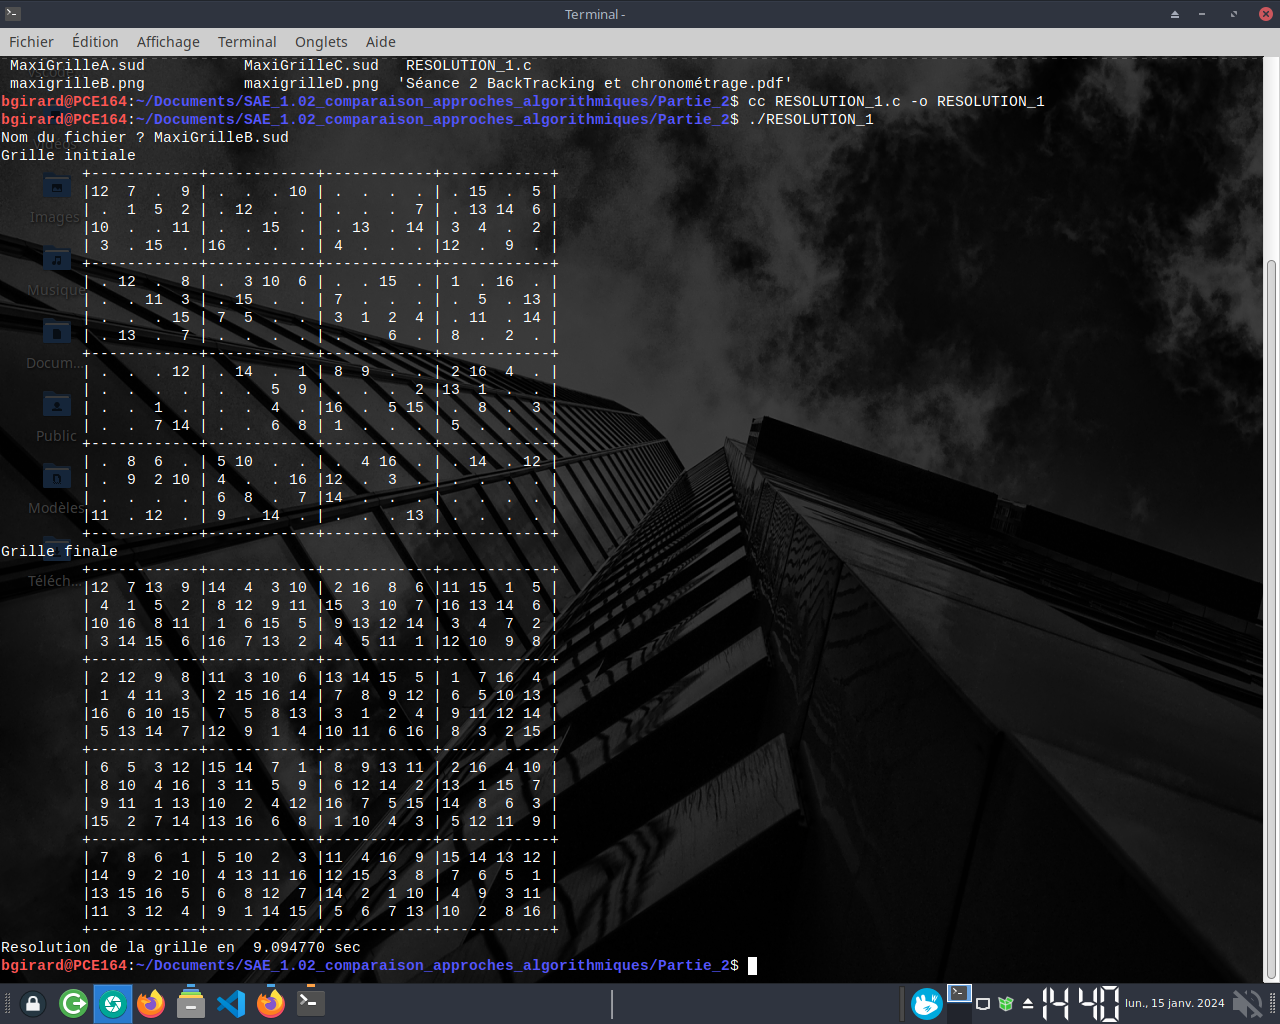 Terminal -
Fichier Édition Affichage Terminal Onglets Aide
MaxiGrilleA.sud MaxiGrilleC.sud RESOLUTION_1.c
maxigrilleB.png maxigrilleD.png 'Séance 2 BackTracking et chronométrage.pdf'
bgirard@PCE164:~/Documents/SAE_1.02_comparaison_approches_algorithmiques/Partie_2$ cc RESOLUTION_1.c -o RESOLUTION_1
bgirard@PCE164:~/Documents/SAE_1.02_comparaison_approches_algorithmiques/Partie_2$ ./RESOLUTION_1
Nom du fichier ? MaxiGrilleB.sud
Grille initiale
+------------+------------+------------+------------+
|12  7  .  9 | .  .  . 10 | .  .  .  . | . 15  .  5 |
| .  1  5  2 | . 12  .  . | .  .  .  7 | . 13 14  6 |
|10  .  . 11 | .  . 15  . | . 13  . 14 | 3  4  .  2 |
| 3  . 15  . |16  .  .  . | 4  .  .  . |12  .  9  . |
+------------+------------+------------+------------+
| . 12  .  8 | .  3 10  6 | .  . 15  . | 1  . 16  . |
| .  . 11  3 | . 15  .  . | 7  .  .  . | .  5  . 13 |
| .  .  . 15 | 7  5  .  . | 3  1  2  4 | . 11  . 14 |
| . 13  .  7 | .  .  .  . | .  .  6  . | 8  .  2  . |
+------------+------------+------------+------------+
| .  .  . 12 | . 14  .  1 | 8  9  .  . | 2 16  4  . |
| .  .  .  . | .  .  5  9 | .  .  .  2 |13  1  .  . |
| .  .  1  . | .  .  4  . |16  .  5 15 | .  8  .  3 |
| .  .  7 14 | .  .  6  8 | 1  .  .  . | 5  .  .  . |
+------------+------------+------------+------------+
| .  8  6  . | 5 10  .  . | .  4 16  . | . 14  . 12 |
| .  9  2 10 | 4  .  . 16 |12  .  3  . | .  .  .  . |
| .  .  .  . | 6  8  .  7 |14  .  .  . | .  .  .  . |
|11  . 12  . | 9  . 14  . | .  .  . 13 | .  .  .  . |
+------------+------------+------------+------------+
Grille finale
+------------+------------+------------+------------+
|12  7 13  9 |14  4  3 10 | 2 16  8  6 |11 15  1  5 |
| 4  1  5  2 | 8 12  9 11 |15  3 10  7 |16 13 14  6 |
|10 16  8 11 | 1  6 15  5 | 9 13 12 14 | 3  4  7  2 |
| 3 14 15  6 |16  7 13  2 | 4  5 11  1 |12 10  9  8 |
+------------+------------+------------+------------+
| 2 12  9  8 |11  3 10  6 |13 14 15  5 | 1  7 16  4 |
| 1  4 11  3 | 2 15 16 14 | 7  8  9 12 | 6  5 10 13 |
|16  6 10 15 | 7  5  8 13 | 3  1  2  4 | 9 11 12 14 |
| 5 13 14  7 |12  9  1  4 |10 11  6 16 | 8  3  2 15 |
+------------+------------+------------+------------+
| 6  5  3 12 |15 14  7  1 | 8  9 13 11 | 2 16  4 10 |
| 8 10  4 16 | 3 11  5  9 | 6 12 14  2 |13  1 15  7 |
| 9 11  1 13 |10  2  4 12 |16  7  5 15 |14  8  6  3 |
|15  2  7 14 |13 16  6  8 | 1 10  4  3 | 5 12 11  9 |
+------------+------------+------------+------------+
| 7  8  6  1 | 5 10  2  3 |11  4 16  9 |15 14 13 12 |
|14  9  2 10 | 4 13 11 16 |12 15  3  8 | 7  6  5  1 |
|13 15 16  5 | 6  8 12  7 |14  2  1 10 | 4  9  3 11 |
|11  3 12  4 | 9  1 14 15 | 5  6  7 13 |10  2  8 16 |
+------------+------------+------------+------------+
Resolution de la grille en  9.094770 sec
bgirard@PCE164:~/Documents/SAE_1.02_comparaison_approches_algorithmiques/Partie_2$
Images
Musique
Docum...
Public
Modèles
Téléch...
14 40 lun., 15 janv. 2024